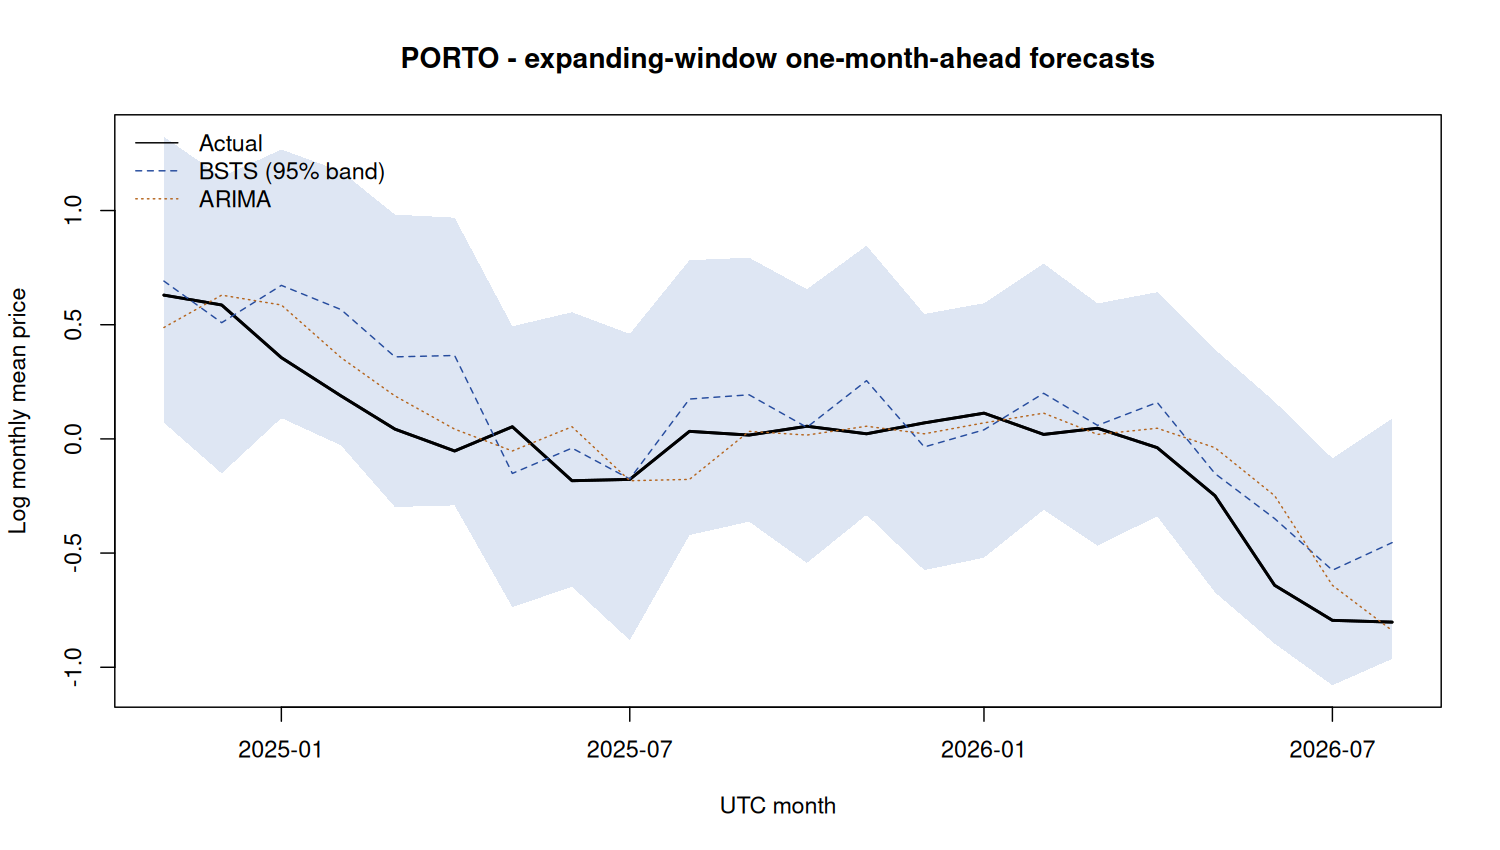 PORTO - expanding-window one-month-ahead forecasts
Actual
BSTS (95% band)
ARIMA
Log monthly mean price
1.0
0.5
0.0
-0.5
-1.0
2025-01
2025-07
2026-01
2026-07
UTC month